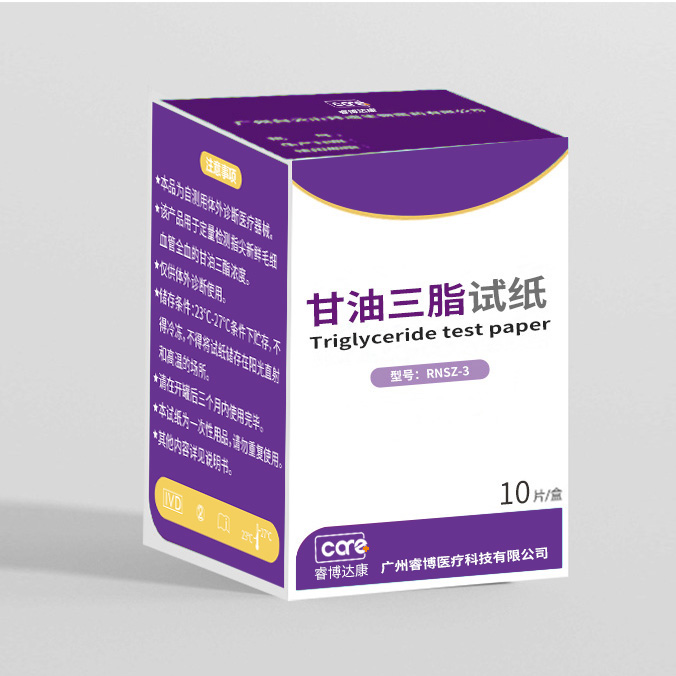 care
注意事项
★本品为自测用体外诊断医疗器械。
★该产品用于定量检测指尖新鲜毛细
血管全血的甘油三酯浓度。
★仅供体外诊断使用。
★储存条件：23℃-27℃条件下贮存，不
得冷冻，不得将试纸储存在阳光直射
和高温的场所。
★请在开罐后三个月内使用完毕。
★本试纸为一次性用品，请勿重复使用。
★其他内容详见说明书。
IVD
27℃
23℃
甘油三脂试纸
Triglyceride test paper
型号：RNSZ-3
10片/盒
care
睿博达康
广州睿博医疗科技有限公司